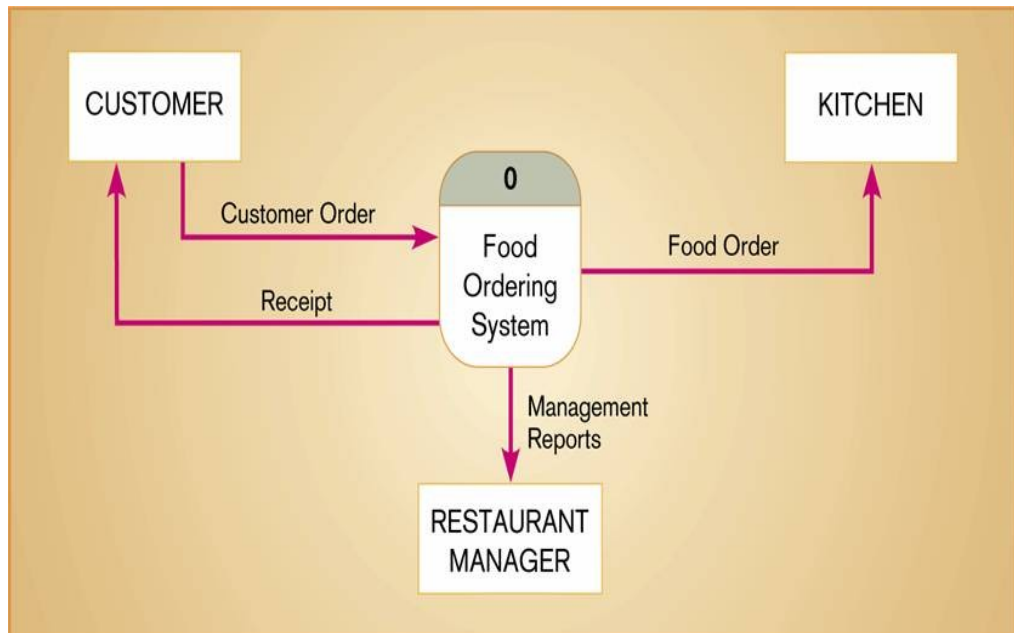 CUSTOMER
KITCHEN
0
Customer Order
Food
Ordering
System
Food Order
Receipt
Management
Reports
RESTAURANT
MANAGER